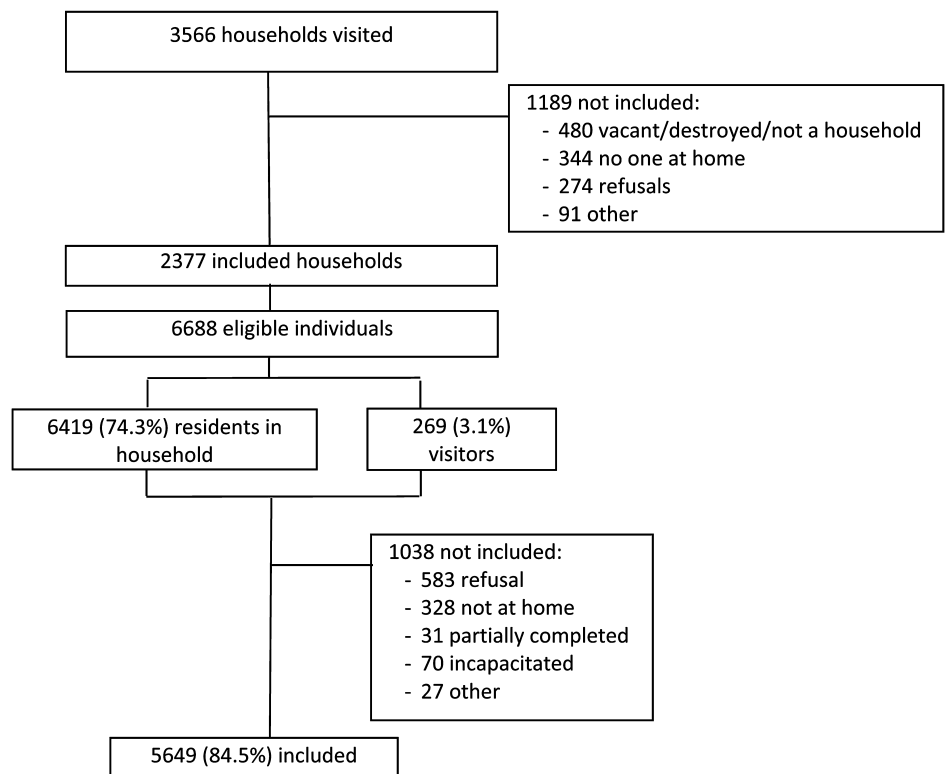 3566 households visited
1189 not included:
- 480 vacant/destroyed/not a household
- 344 no one at home
- 274 refusals
- 91 other
2377 included households
6688 eligible individuals
6419 (74.3%) residents in
household
269 (3.1%)
visitors
1038 not included:
- 583 refusal
- 328 not at home
- 31 partially completed
- 70 incapacitated
- 27 other
5649 (84.5%) included